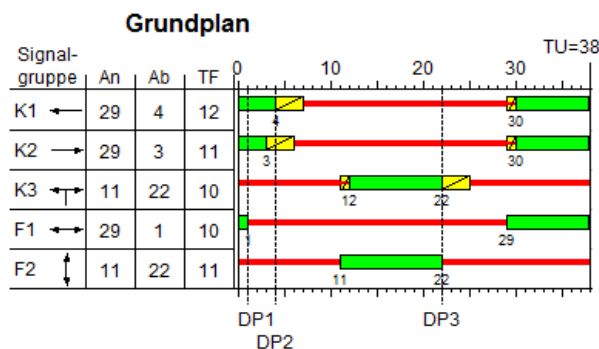 Grundplan
TU=38
Signal-
gruppe An Ab TF 0 10 20 30
K1 29 4 12 4 30
K2 29 3 11 3 30
K3 11 22 10 12 22
F1 29 1 10 1 29
F2 11 22 11 11 22
DP1 DP3
DP2